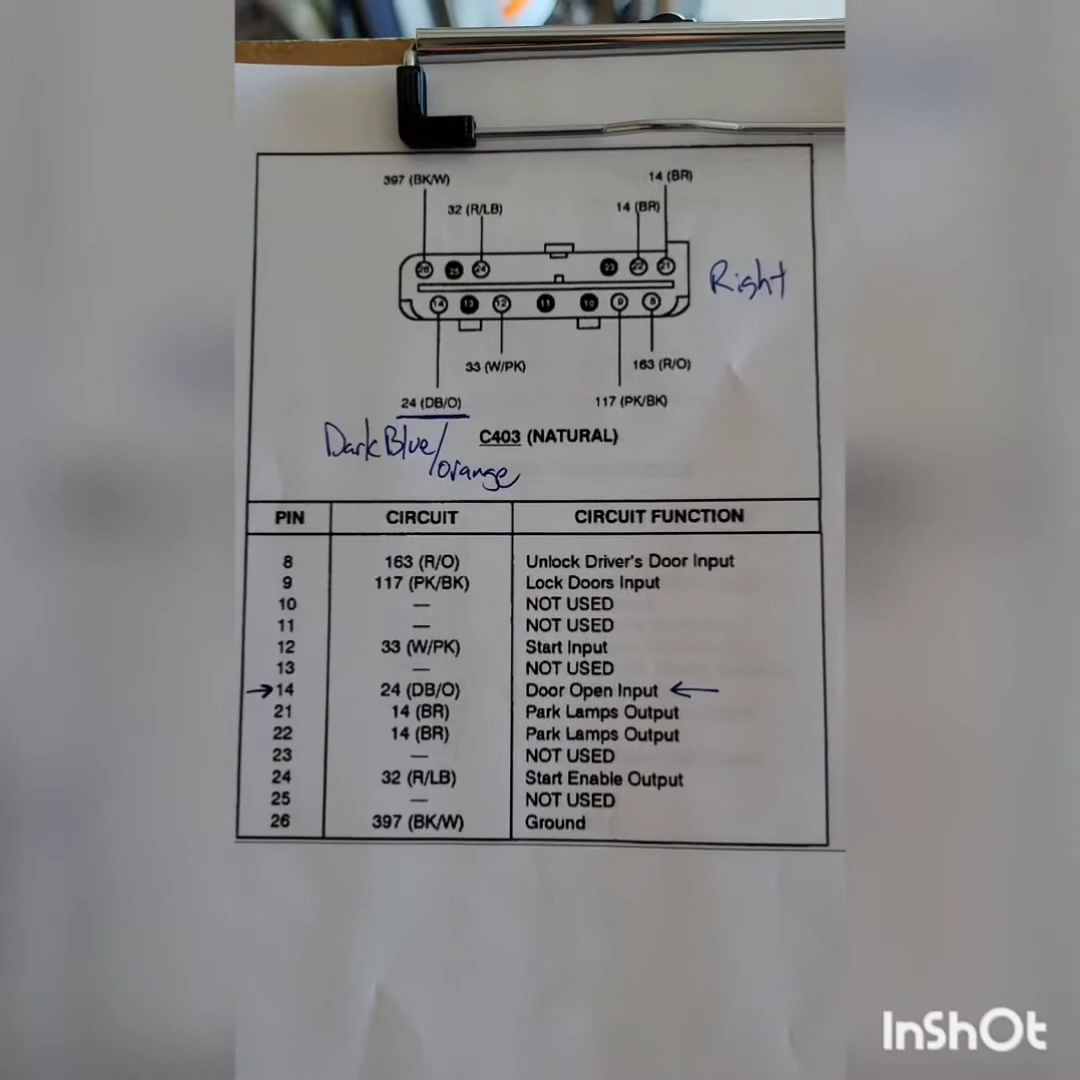 397 (BK/W)
14 (BR)
32 (R/LB)
14 (BR)
26 25 24 23 22 21
Right
14 13 12 11 10 9 8
33 (W/PK)
163 (R/O)
24 (DB/O)
117 (PK/BK)
Dark Blue/
orange
C403 (NATURAL)
PIN CIRCUIT CIRCUIT FUNCTION
8 163 (R/O) Unlock Driver's Door Input
9 117 (PK/BK) Lock Doors Input
10 — NOT USED
11 — NOT USED
12 33 (W/PK) Start Input
13 — NOT USED
→14 24 (DB/O) Door Open Input ←
21 14 (BR) Park Lamps Output
22 14 (BR) Park Lamps Output
23 — NOT USED
24 32 (R/LB) Start Enable Output
25 — NOT USED
26 397 (BK/W) Ground
InShOt